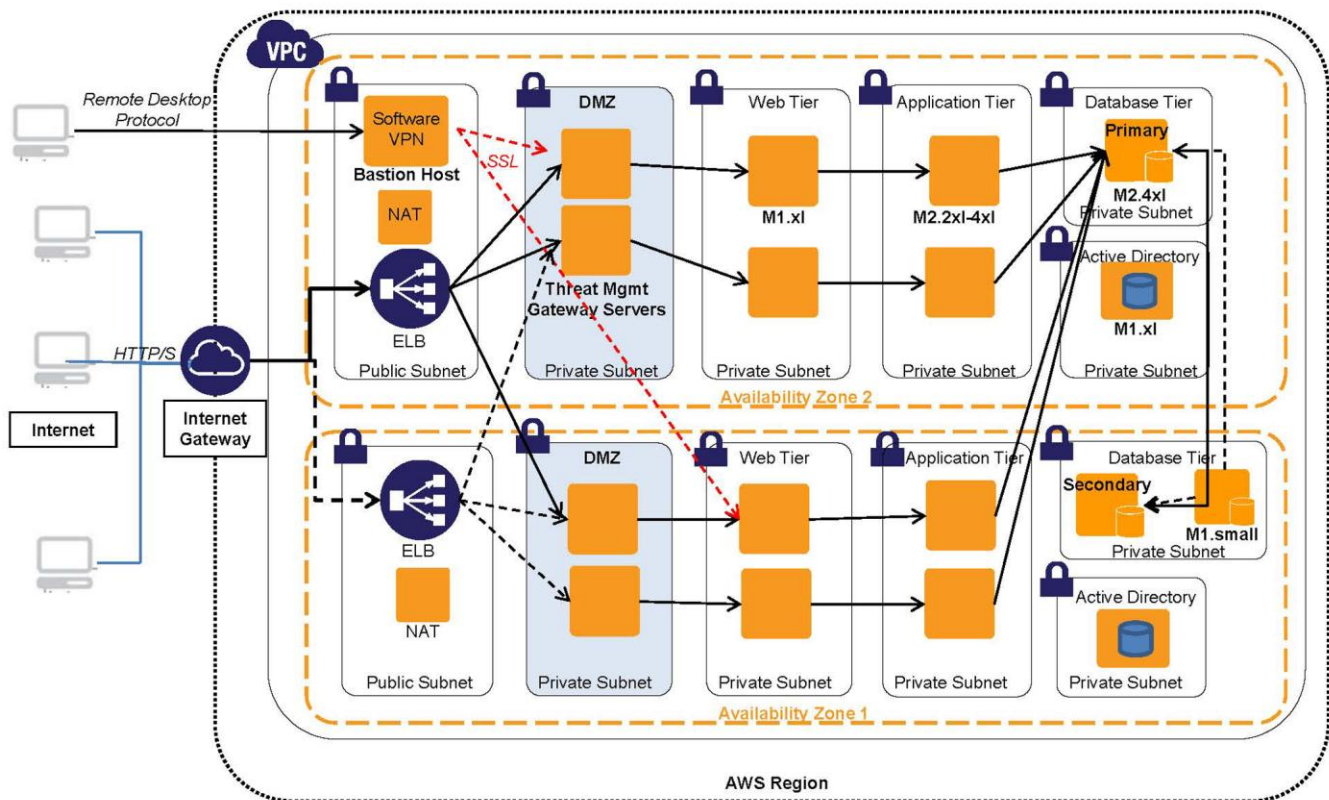 VPC
Remote Desktop
Protocol
Software
VPN
Bastion Host
NAT
ELB
Public Subnet
SSL
DMZ
Threat Mgmt
Gateway Servers
Private Subnet
Web Tier
M1.xl
Private Subnet
Application Tier
M2.2xl-4xl
Private Subnet
Database Tier
Primary
M2.4xl
Private Subnet
Active Directory
M1.xl
Private Subnet
Availability Zone 2
HTTP/S
Internet
Internet
Gateway
ELB
NAT
Public Subnet
DMZ
Private Subnet
Web Tier
Private Subnet
Application Tier
Private Subnet
Database Tier
Secondary
M1.small
Private Subnet
Active Directory
Private Subnet
Availability Zone 1
AWS Region